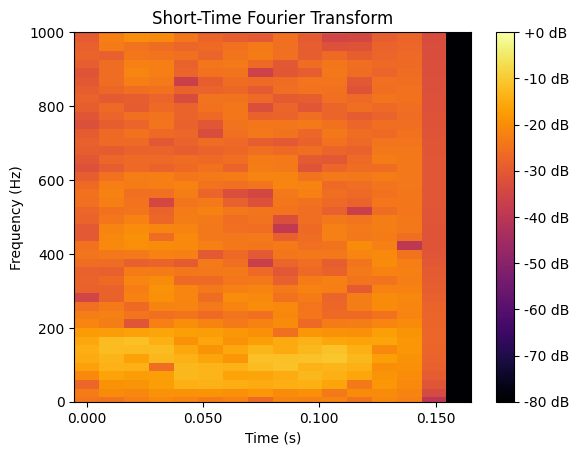 Short-Time Fourier Transform
Frequency (Hz)
1000
800
600
400
200
0
0.000
0.050
0.100
0.150
Time (s)
+0 dB
-10 dB
-20 dB
-30 dB
-40 dB
-50 dB
-60 dB
-70 dB
-80 dB